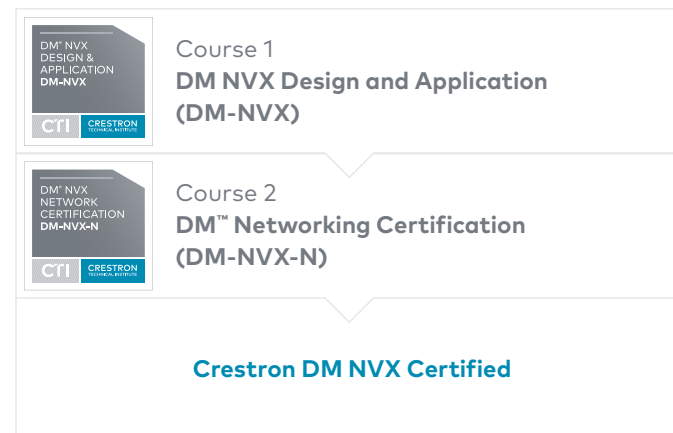 DM® NVX
DESIGN &
APPLICATION
DM-NVX
CTI CRESTRON
TECHNICAL INSTITUTE
Course 1
DM NVX Design and Application
(DM-NVX)
DM® NVX
NETWORK
CERTIFICATION
DM-NVX-N
CTI CRESTRON
TECHNICAL INSTITUTE
Course 2
DM™ Networking Certification
(DM-NVX-N)
Crestron DM NVX Certified